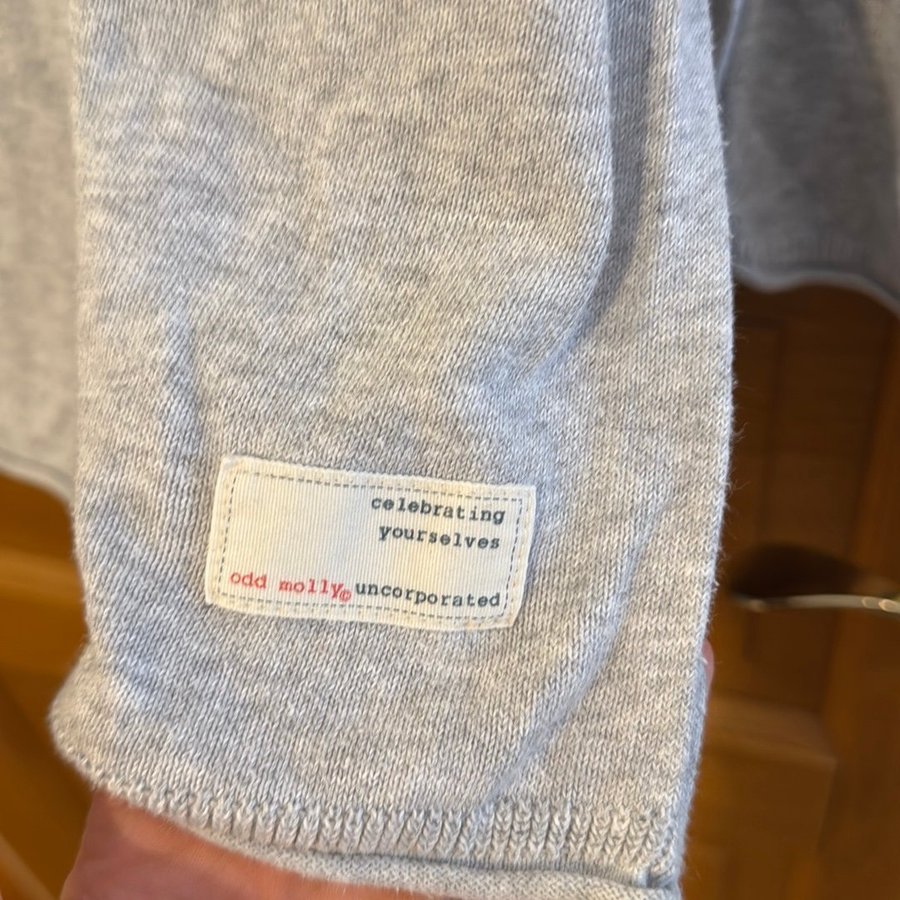 celebrating
yourselves
odd molly© uncorporated